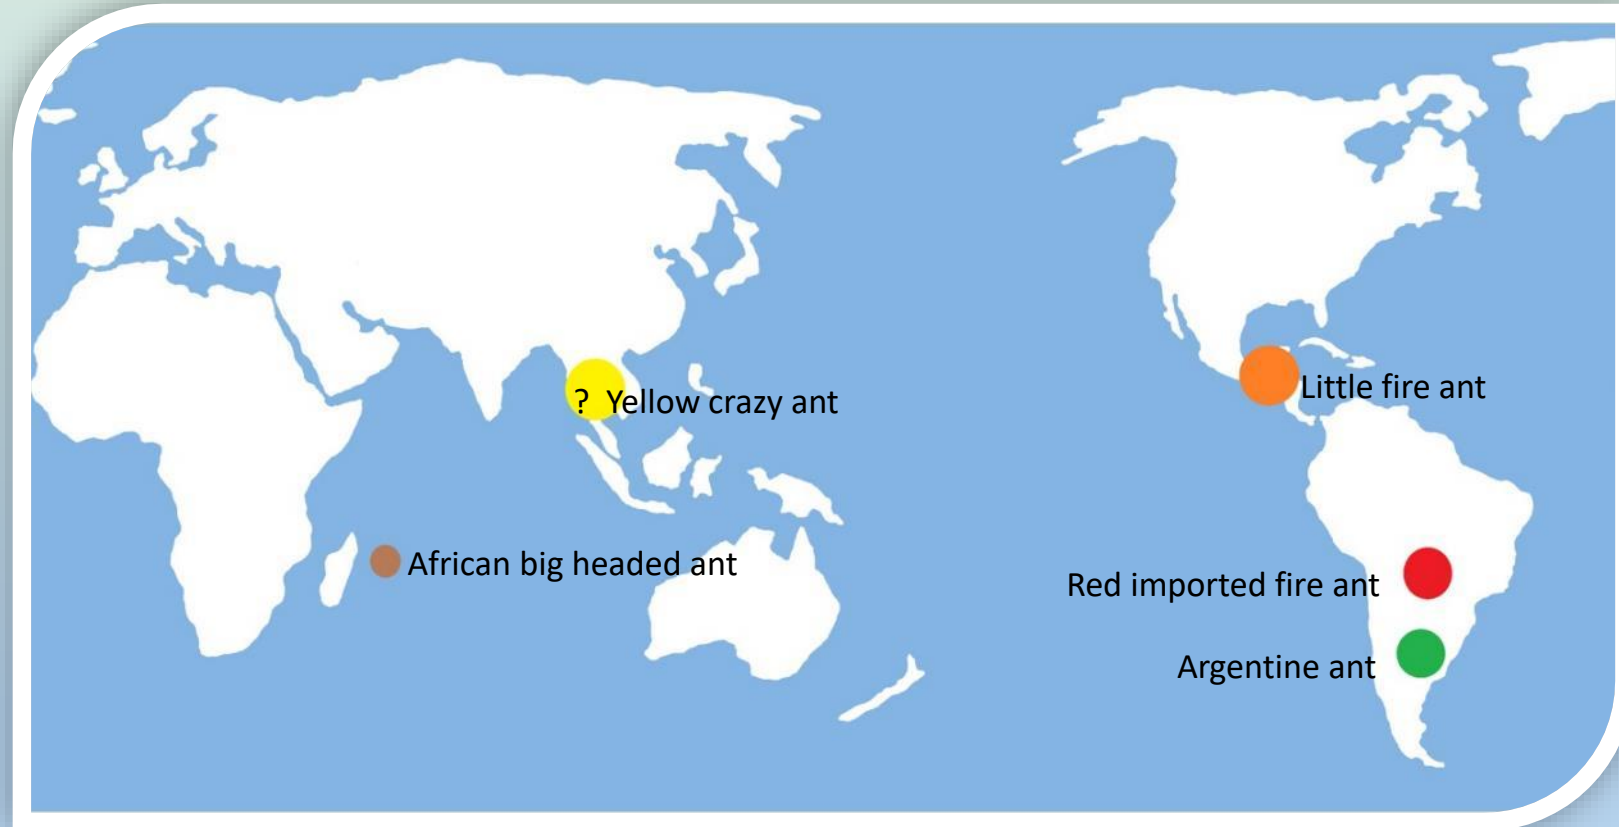 Little fire ant
? Yellow crazy ant
African big headed ant
Red imported fire ant
Argentine ant